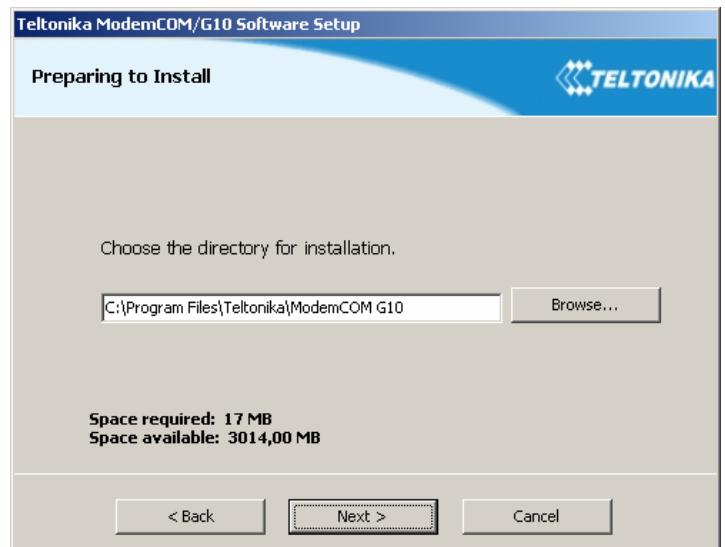 Teltonika ModemCOM/G10 Software Setup
Preparing to Install
TELTONIKA
Choose the directory for installation.
C:\Program Files\Teltonika\ModemCOM G10
Browse...
Space required: 17 MB
Space available: 3014,00 MB
< Back
Next >
Cancel